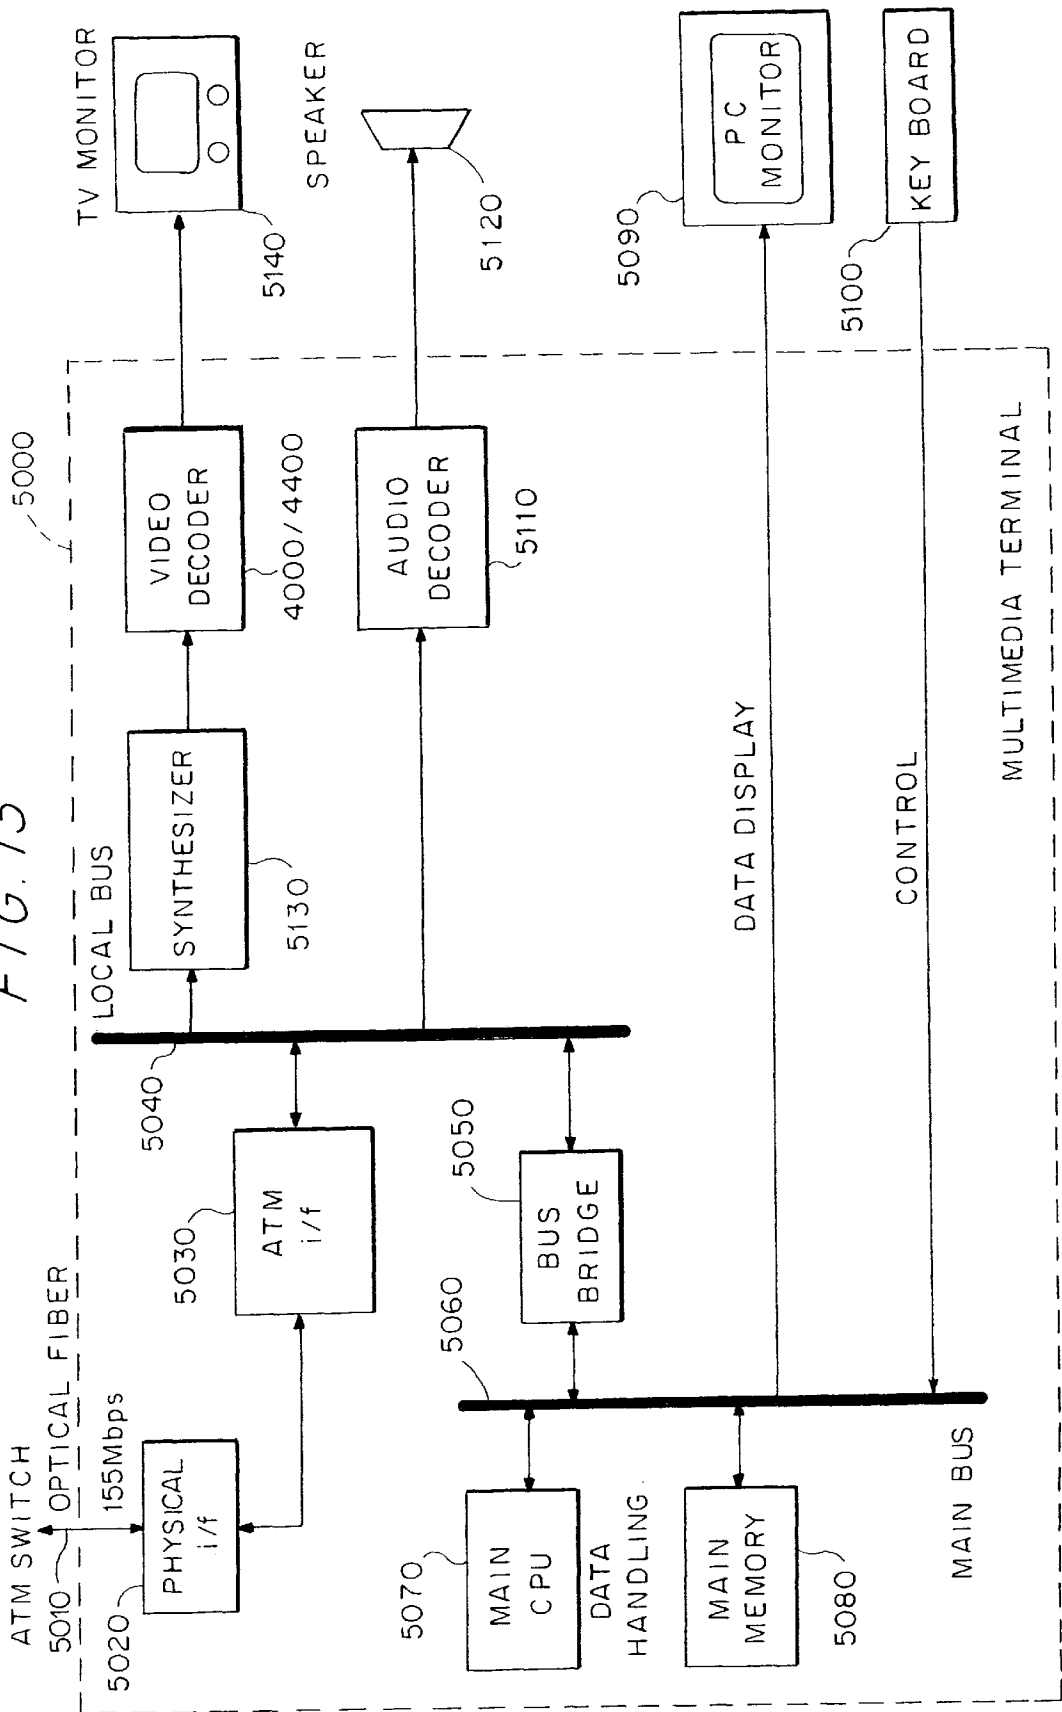 FIG.
ATM SWITCH
5010
OPTICAL FIBER
155Mbps
5020
PHYSICAL
i/f
5030
ATM
i/f
5040
LOCAL BUS
SYNTHESIZER
5130
5000
VIDEO
DECODER
4000/4400
TV MONITOR
5140
AUDIO
DECODER
5110
SPEAKER
5120
5050
BUS
BRIDGE
5060
5070
MAIN
CPU
DATA
HANDLING
MAIN
MEMORY
5080
MAIN BUS
DATA DISPLAY
5090
PC
MONITOR
CONTROL
5100
KEY BOARD
MULTIMEDIA TERMINAL